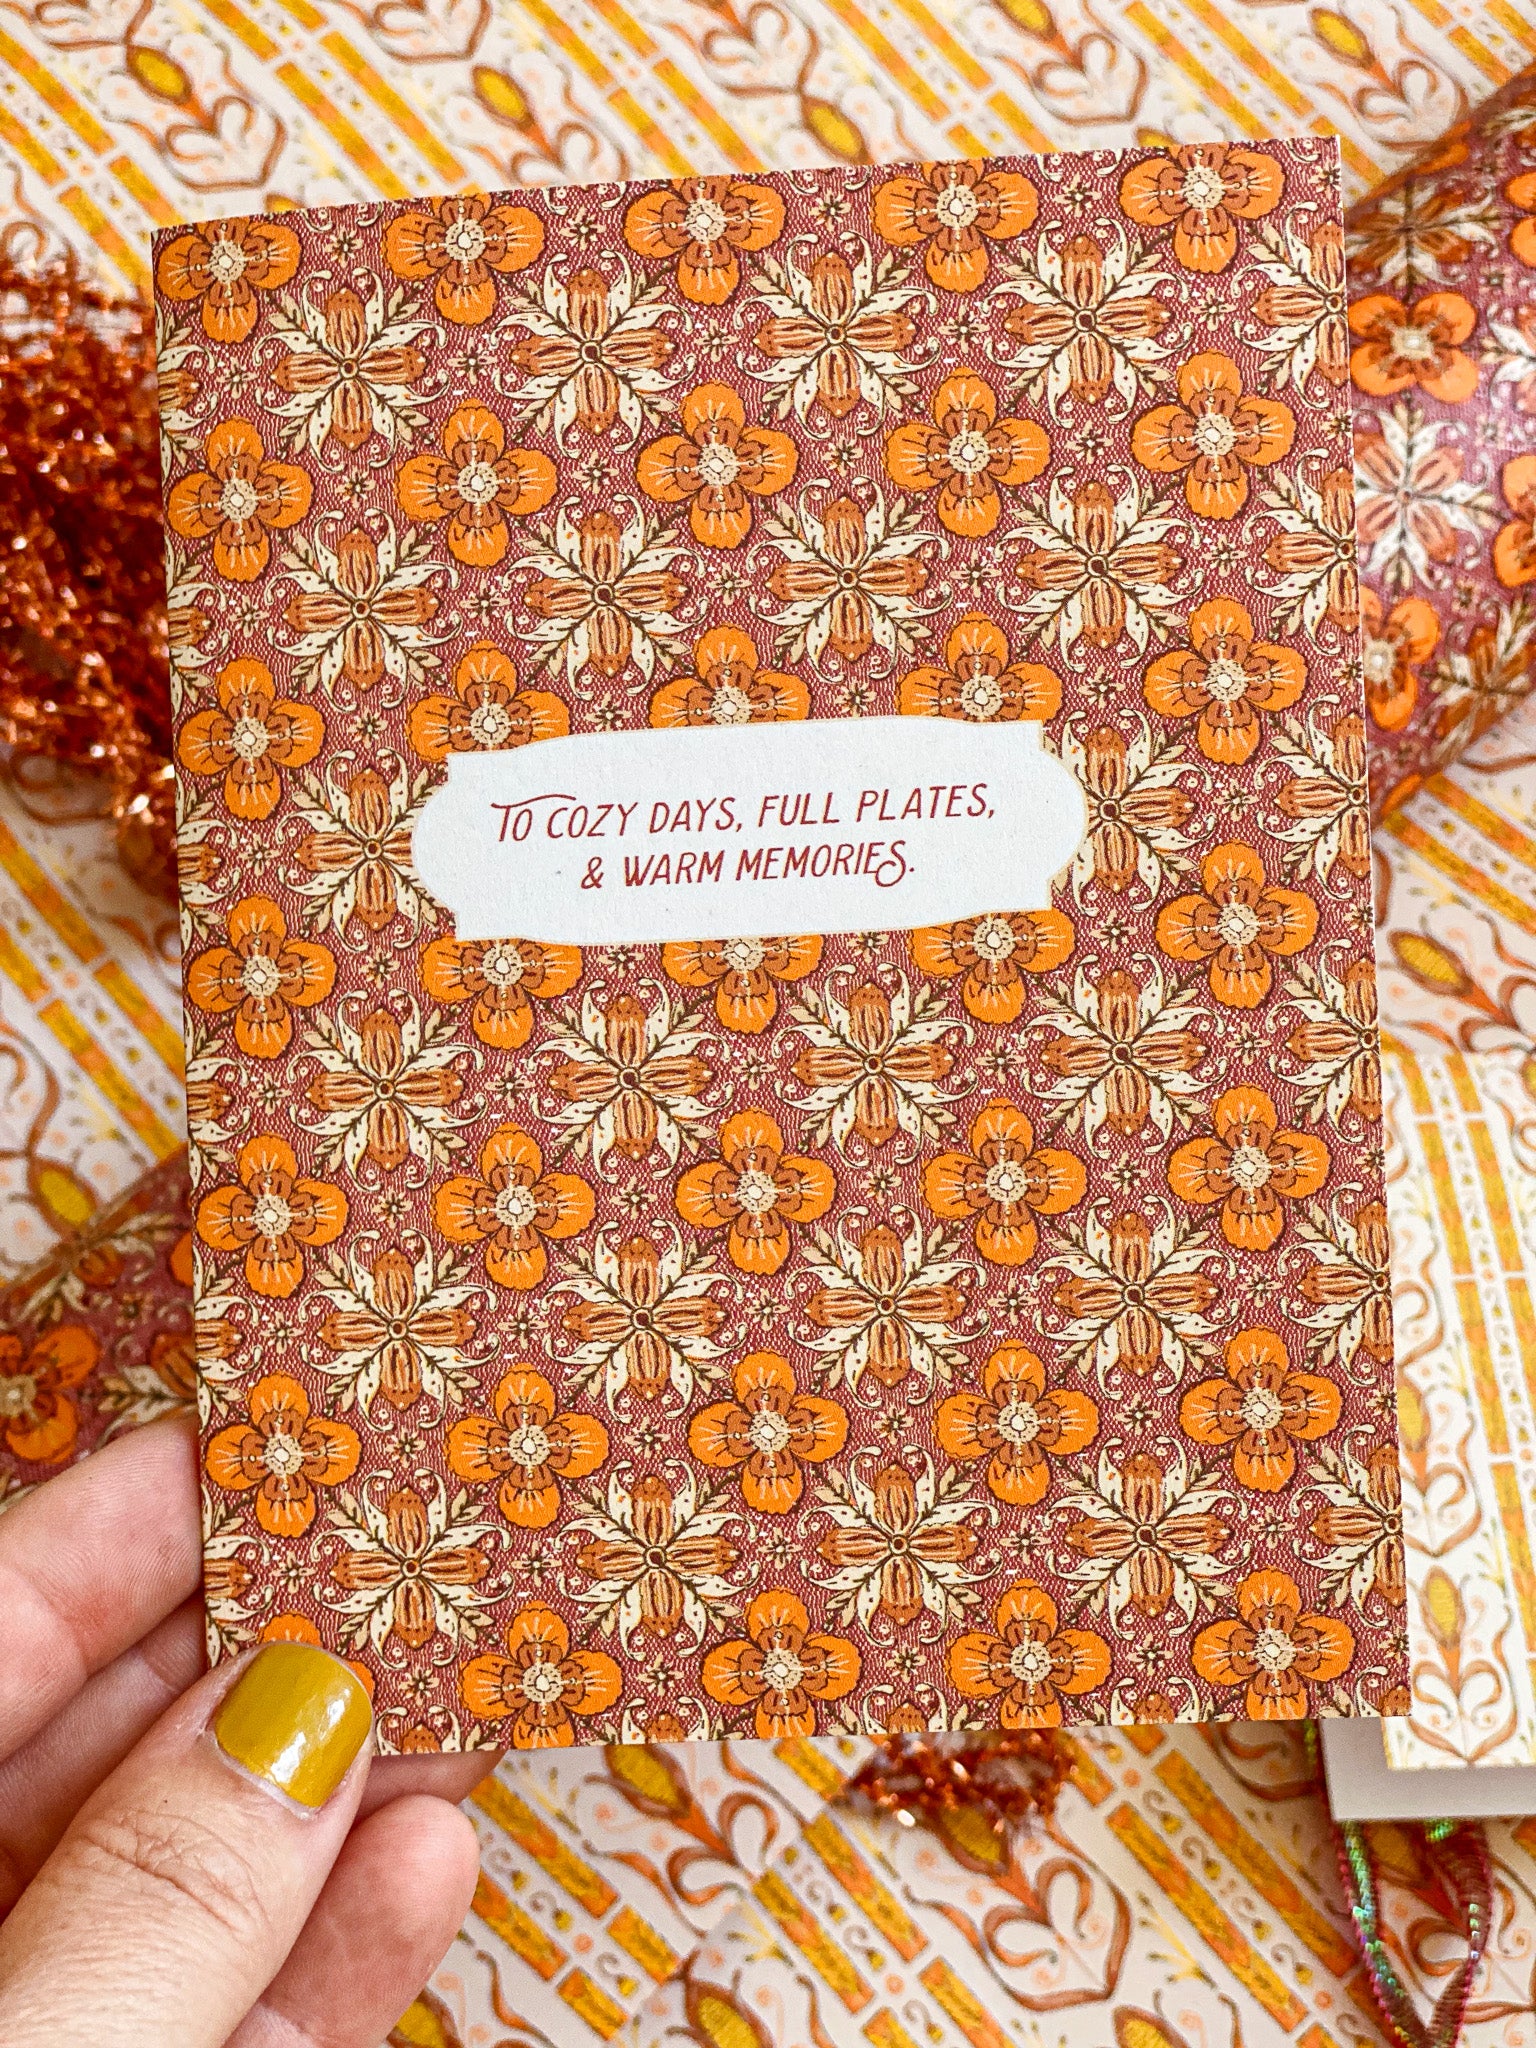 TO COZY DAYS, FULL PLATES,
& WARM MEMORIES.